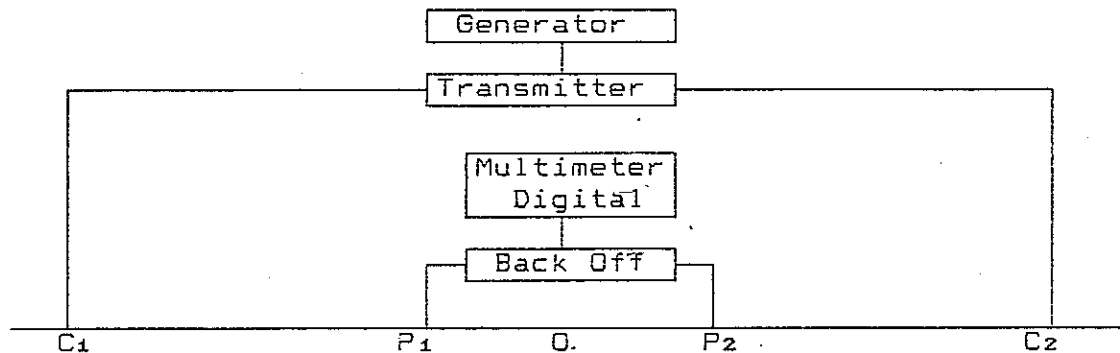 Generator
Transmitter
Multimeter
Digital
Back Off
C1 P1 O. P2 C2